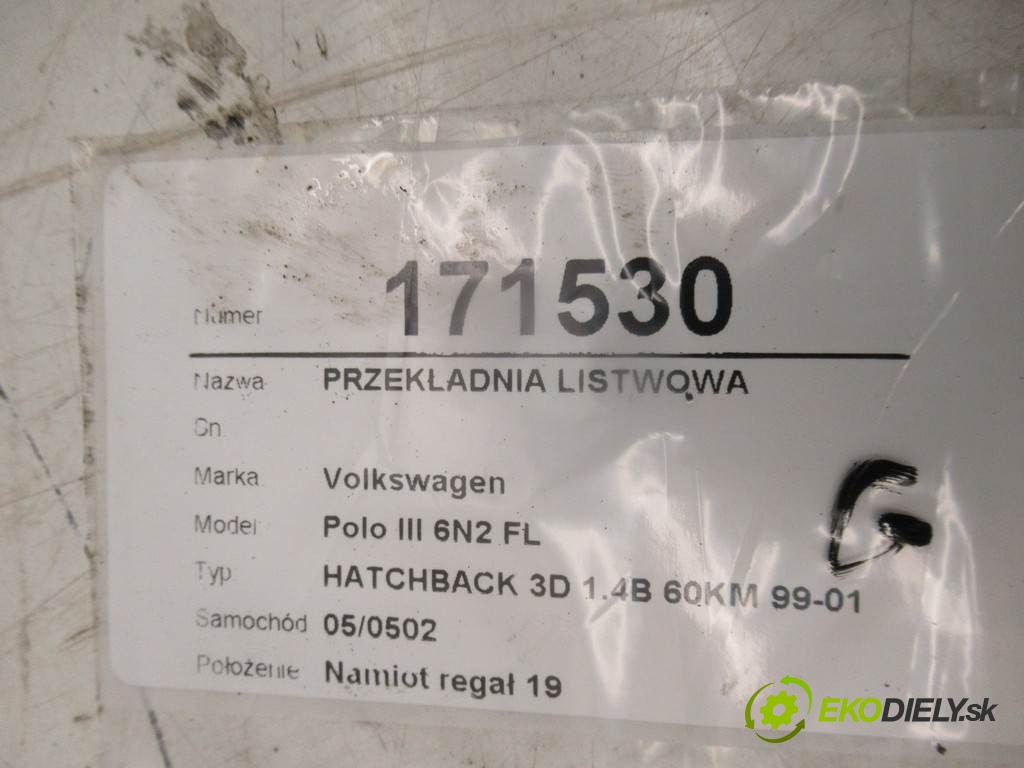 Numer 171530
Nazwa PRZEKŁADNIA LISTWOWA
Gn
Marka Volkswagen
Model Polo III 6N2 FL
Typ HATCHBACK 3D 1.4B 60KM 99-01
Samochód 05/0502
Położenie Namiot regał 19
G
EKODIELY.sk